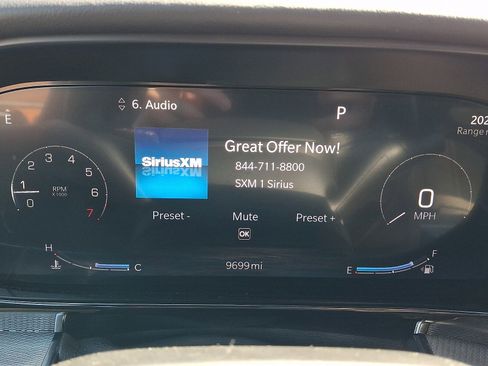 E
6. Audio
P
202
Range
SiriusXM
Great Offer Now!
844-711-8800
SXM 1 Sirius
Preset -
Mute
Preset +
OK
0
1
2
3
4
5
6
7
RPM
X 1000
0
MPH
H
C
9699 mi
E
F